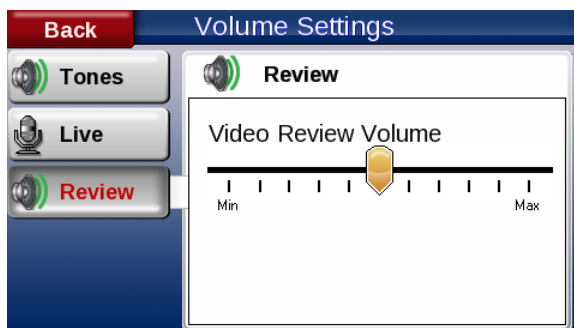 Back
Volume Settings
Tones
Review
Live
Video Review Volume
Review
Min
Max